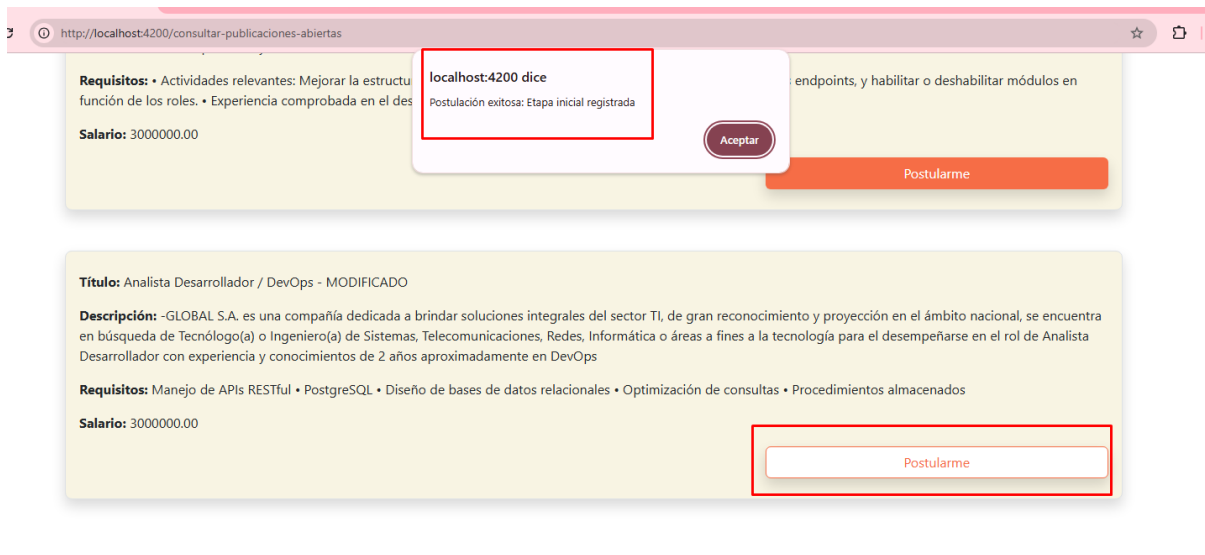 http://localhost:4200/consultar-publicaciones-abiertas
localhost:4200 dice
Postulación exitosa: Etapa inicial registrada
Aceptar
Requisitos: • Actividades relevantes: Mejorar la estructu endpoints, y habilitar o deshabilitar módulos en
función de los roles. • Experiencia comprobada en el des
Salario: 3000000.00
Postularme
Título: Analista Desarrollador / DevOps - MODIFICADO
Descripción: -GLOBAL S.A. es una compañía dedicada a brindar soluciones integrales del sector TI, de gran reconocimiento y proyección en el ámbito nacional, se encuentra
en búsqueda de Tecnólogo(a) o Ingeniero(a) de Sistemas, Telecomunicaciones, Redes, Informática o áreas a fines a la tecnología para el desempeñarse en el rol de Analista
Desarrollador con experiencia y conocimientos de 2 años aproximadamente en DevOps
Requisitos: Manejo de APIs RESTful • PostgreSQL • Diseño de bases de datos relacionales • Optimización de consultas • Procedimientos almacenados
Salario: 3000000.00
Postularme